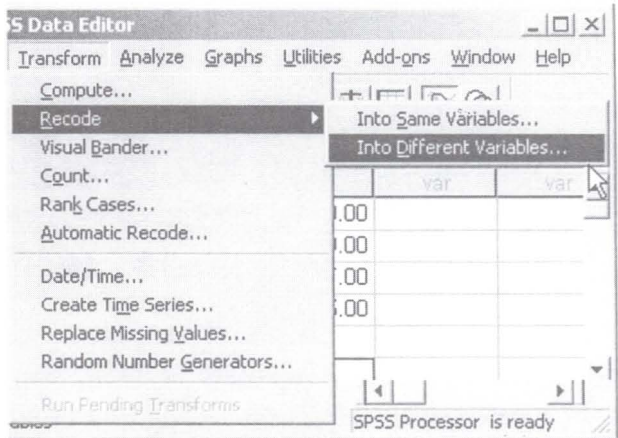 SS Data Editor
Transform Analyze Graphs Utilities Add-ons Window Help
Compute...
Recode
Into Same Variables...
Into Different Variables...
Visual Bander...
Count...
var var
Rank Cases...
.00
Automatic Recode...
.00
Date/Time...
.00
Create Time Series...
.00
Replace Missing Values...
Random Number Generators...
Run Pending Transforms
SPSS Processor is ready